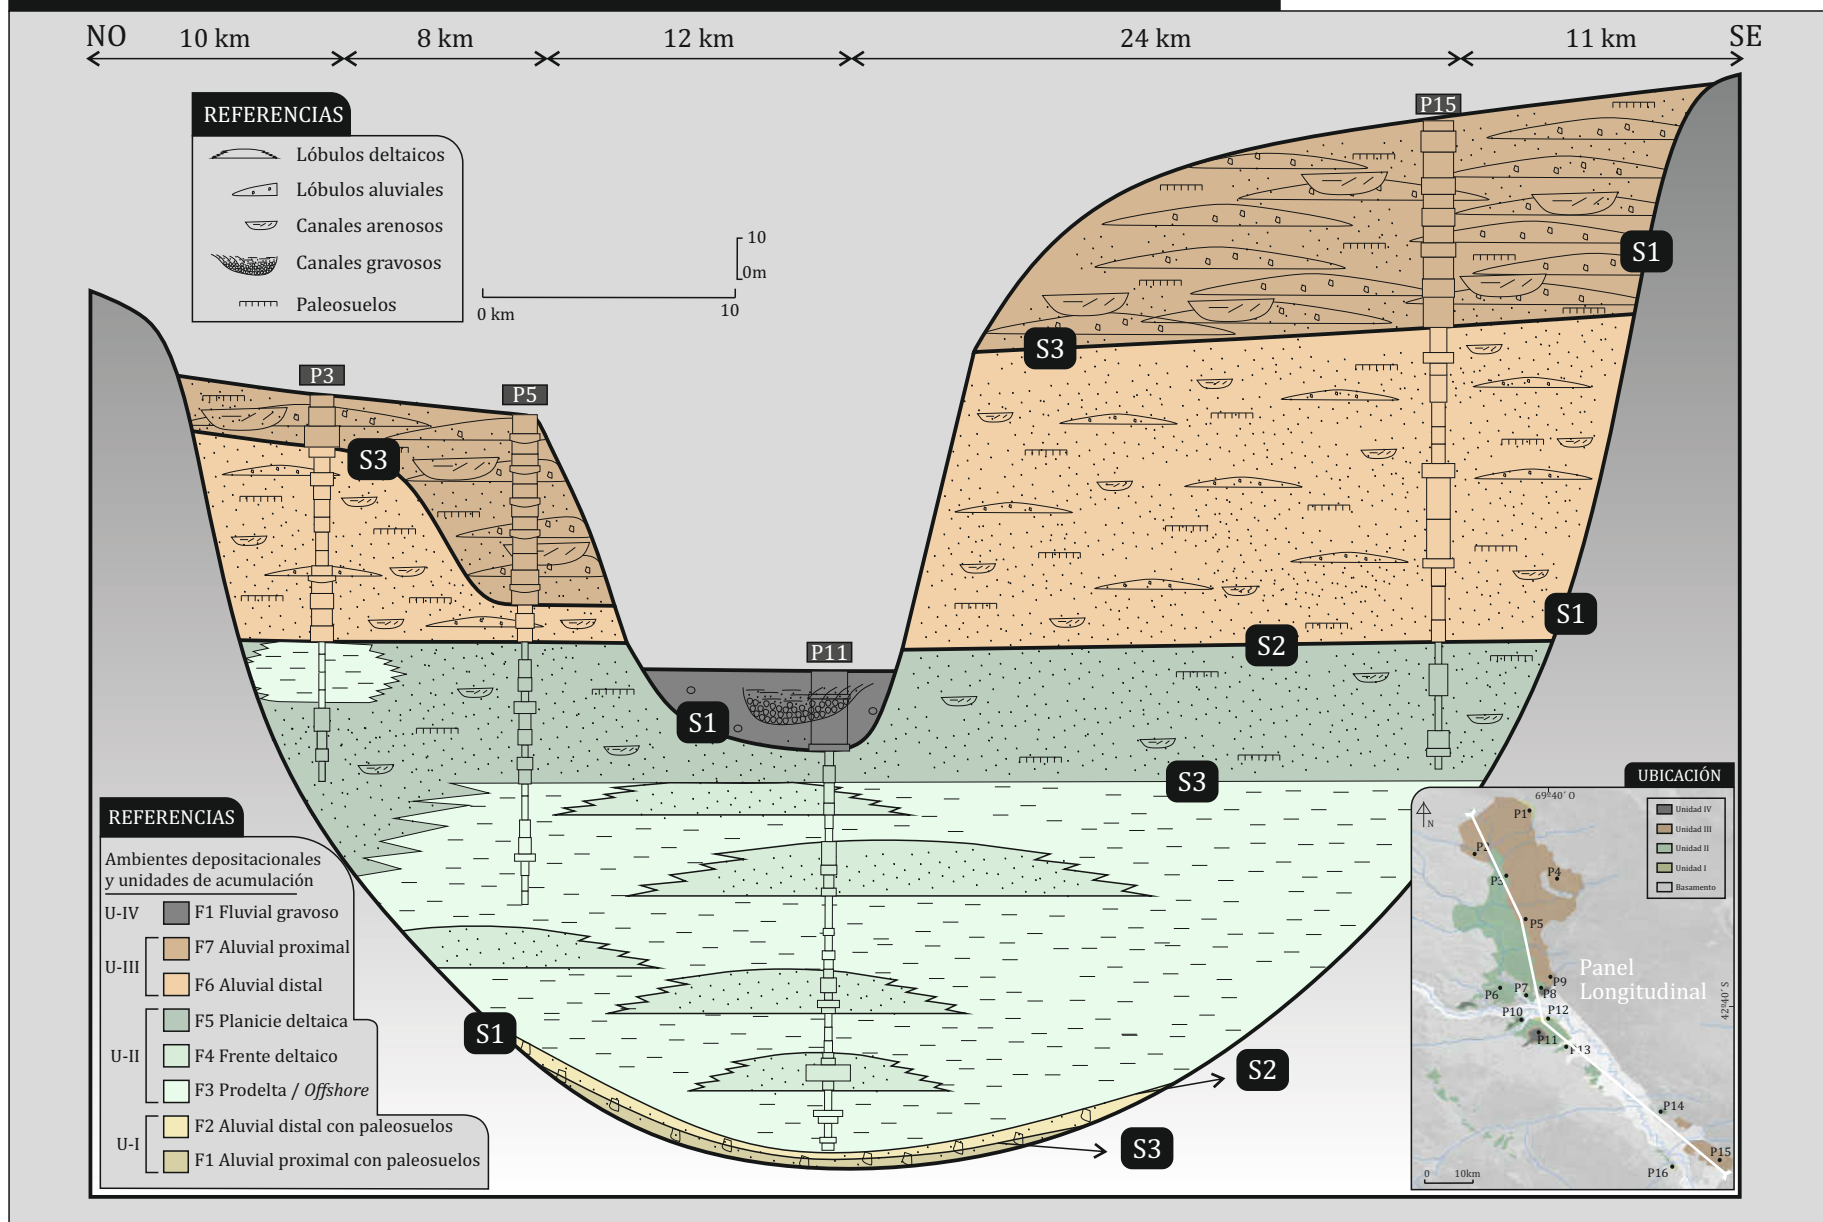 NO 10 km 8 km 12 km 24 km 11 km SE
REFERENCIAS
Lóbulos deltaicos
Lóbulos aluviales
Canales arenosos
Canales gravosos
Paleosuelos
10
0m
0 km 10
P15
S1
S3
P3
P5
S3
S1
S2
P11
S1
S3
S1
S2
S3
REFERENCIAS
Ambientes depositacionales
y unidades de acumulación
U-IV F1 Fluvial gravoso
U-III F7 Aluvial proximal
F6 Aluvial distal
U-II F5 Planicie deltaica
F4 Frente deltaico
F3 Prodelta / Offshore
U-I F2 Aluvial distal con paleosuelos
F1 Aluvial proximal con paleosuelos
UBICACIÓN
69º40´ O
N
Unidad IV
Unidad III
Unidad II
Unidad I
Basamento
P1
P2
P3
P4
P5
Panel
Longitudinal
42º40´ S
P9
P6 P7 P8
P10 P12
P11 P13
P14
P15
P16
0 10km